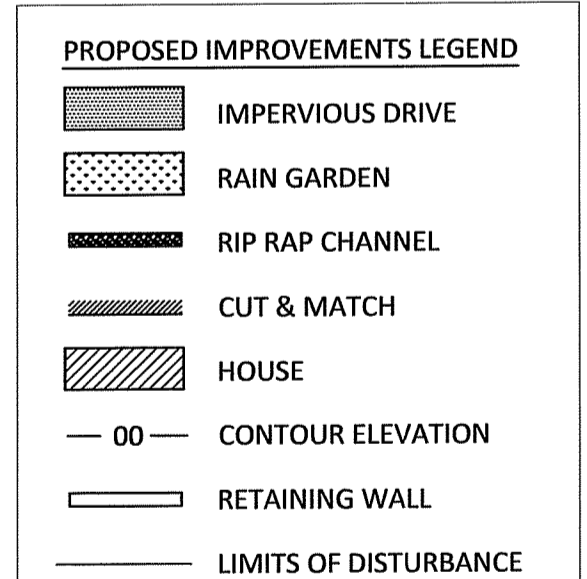 PROPOSED IMPROVEMENTS LEGEND
IMPERVIOUS DRIVE
RAIN GARDEN
RIP RAP CHANNEL
CUT & MATCH
HOUSE
00 CONTOUR ELEVATION
RETAINING WALL
LIMITS OF DISTURBANCE